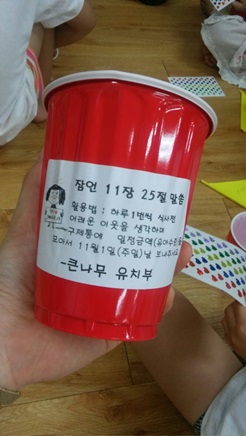 잠언 11장 25절 말씀
활용법 : 하루1번씩 식사전
어려운 이웃을 생각하며
구제통에 일정금액(유아수준
모아서 11월1일(주일)날 보내주세요
-큰나무 유치부